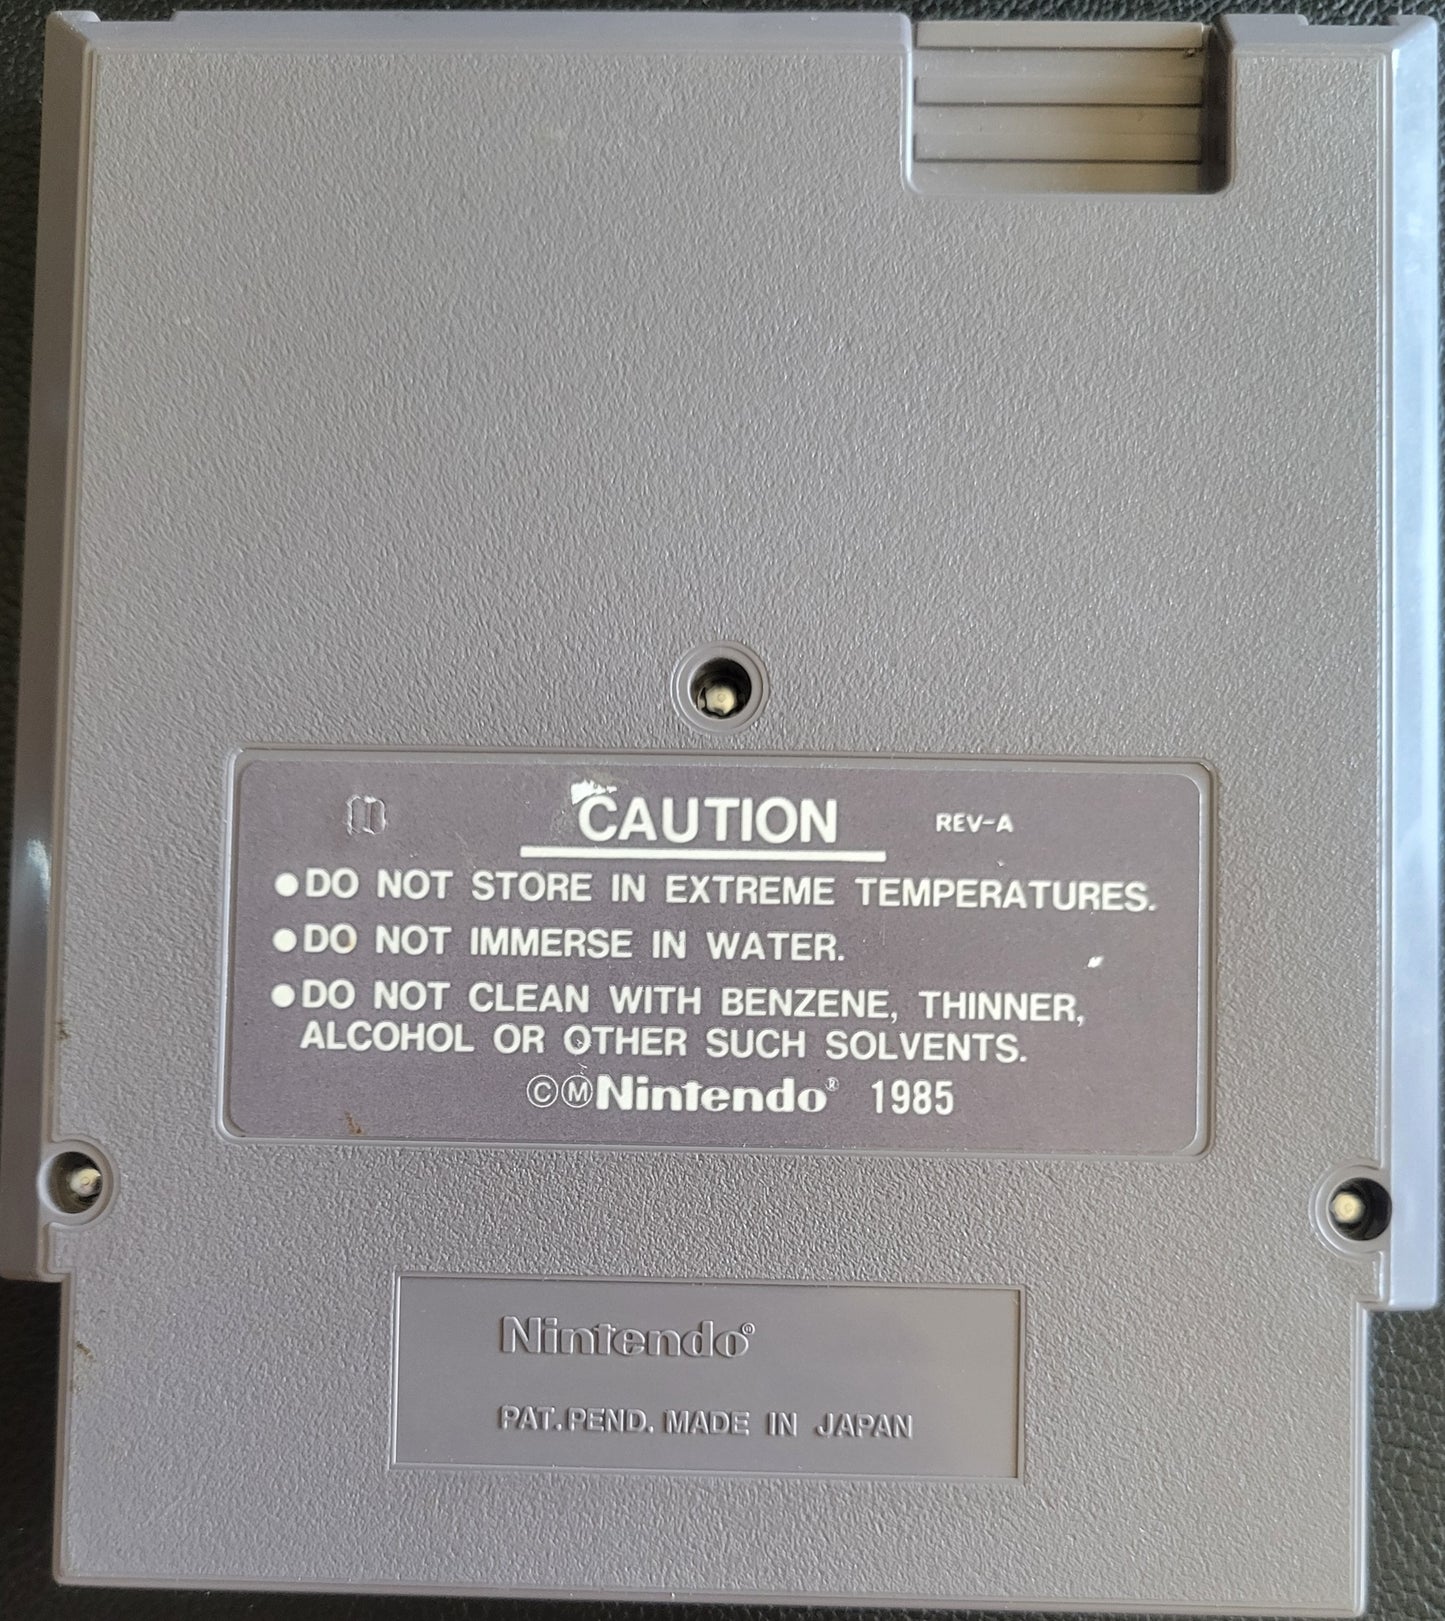 CAUTION REV-A
●DO NOT STORE IN EXTREME TEMPERATURES.
●DO NOT IMMERSE IN WATER.
●DO NOT CLEAN WITH BENZENE, THINNER,
ALCOHOL OR OTHER SUCH SOLVENTS.
©ⓂNintendo® 1985
Nintendo®
PAT.PEND. MADE IN JAPAN